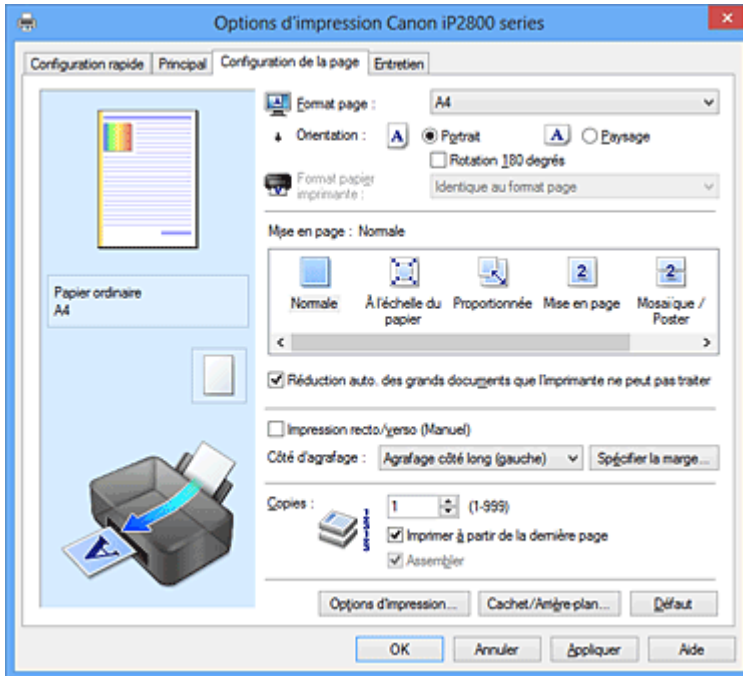 Options d'impression Canon iP2800 series
Configuration rapide Principal Configuration de la page Entretien
Format page : A4
Orientation : A Portrait A Paysage
Rotation 180 degrés
Format papier imprimante : Identique au format page
Mise en page : Normale
Normale
À l'échelle du papier
Proportionnée
Mise en page
Mosaïque / Poster
Papier ordinaire
A4
Réduction auto. des grands documents que l'imprimante ne peut pas traiter
Impression recto/verso (Manuel)
Côté d'agrafage : Agrafage côté long (gauche) Spécifier la marge...
Copies : 1 (1-999)
Imprimer à partir de la dernière page
Assembler
Options d'impression... Cachet/Arrière-plan... Défaut
OK Annuler Appliquer Aide